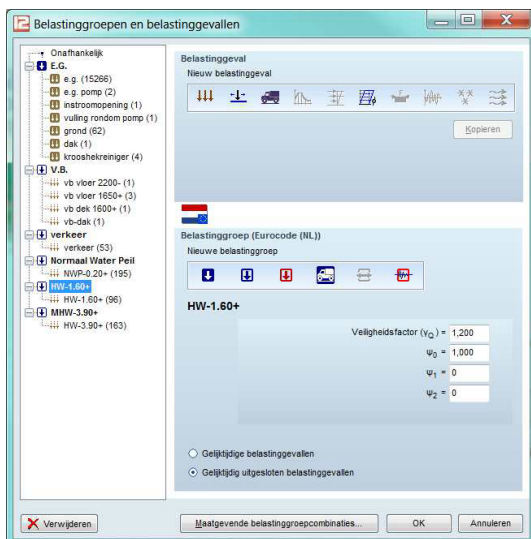 Belastinggroepen en belastinggevallen
Onafhankelijk
E.G.
e.g. (15266)
e.g. pomp (2)
instroomopening (1)
vulling rondom pomp (1)
grond (62)
dak (1)
krooshekreiniger (4)
V.B.
vb vloer 2200- (1)
vb vloer 1650+ (3)
vb dek 1600+ (1)
vb-dak (1)
verkeer
verkeer (53)
Normaal Water Peil
NWP-0.20+ (195)
HW-1.60+
HW-1.60+ (96)
MHW-3.90+
HW-3.90+ (163)
Belastinggeval
Nieuw belastinggeval
Kopieren
Belastinggroep (Eurocode (NL))
Nieuwe belastinggroep
HW-1.60+
Veiligheidsfactor (γQ) = 1,200
ψ0 = 1,000
ψ1 = 0
ψ2 = 0
Gelijktijdige belastinggevallen
Gelijktijdig uitgesloten belastinggevallen
Verwijderen
Maatgevende belastinggroepcombinaties...
OK
Annuleren